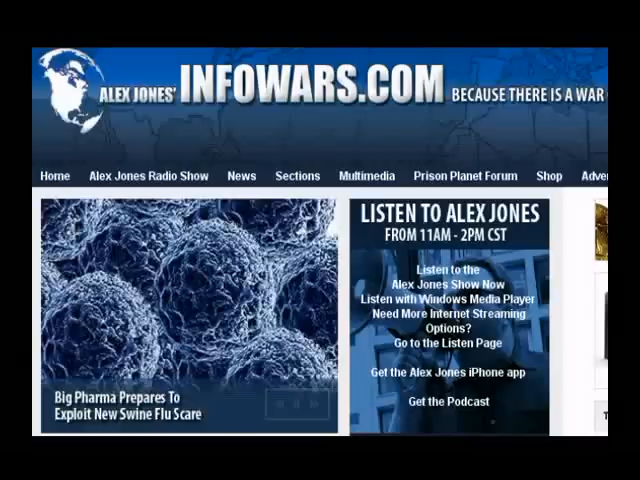 ALEX JONES' INFOWARS.COM BECAUSE THERE IS A WAR
Home Alex Jones Radio Show News Sections Multimedia Prison Planet Forum Shop
LISTEN TO ALEX JONES
FROM 11AM - 2PM CST
Listen to the
Alex Jones Show Now
Listen with Windows Media Player
Need More Internet Streaming
Options?
Go to the Listen Page
Get the Alex Jones iPhone app
Get the Podcast
Big Pharma Prepares To
Exploit New Swine Flu Scare